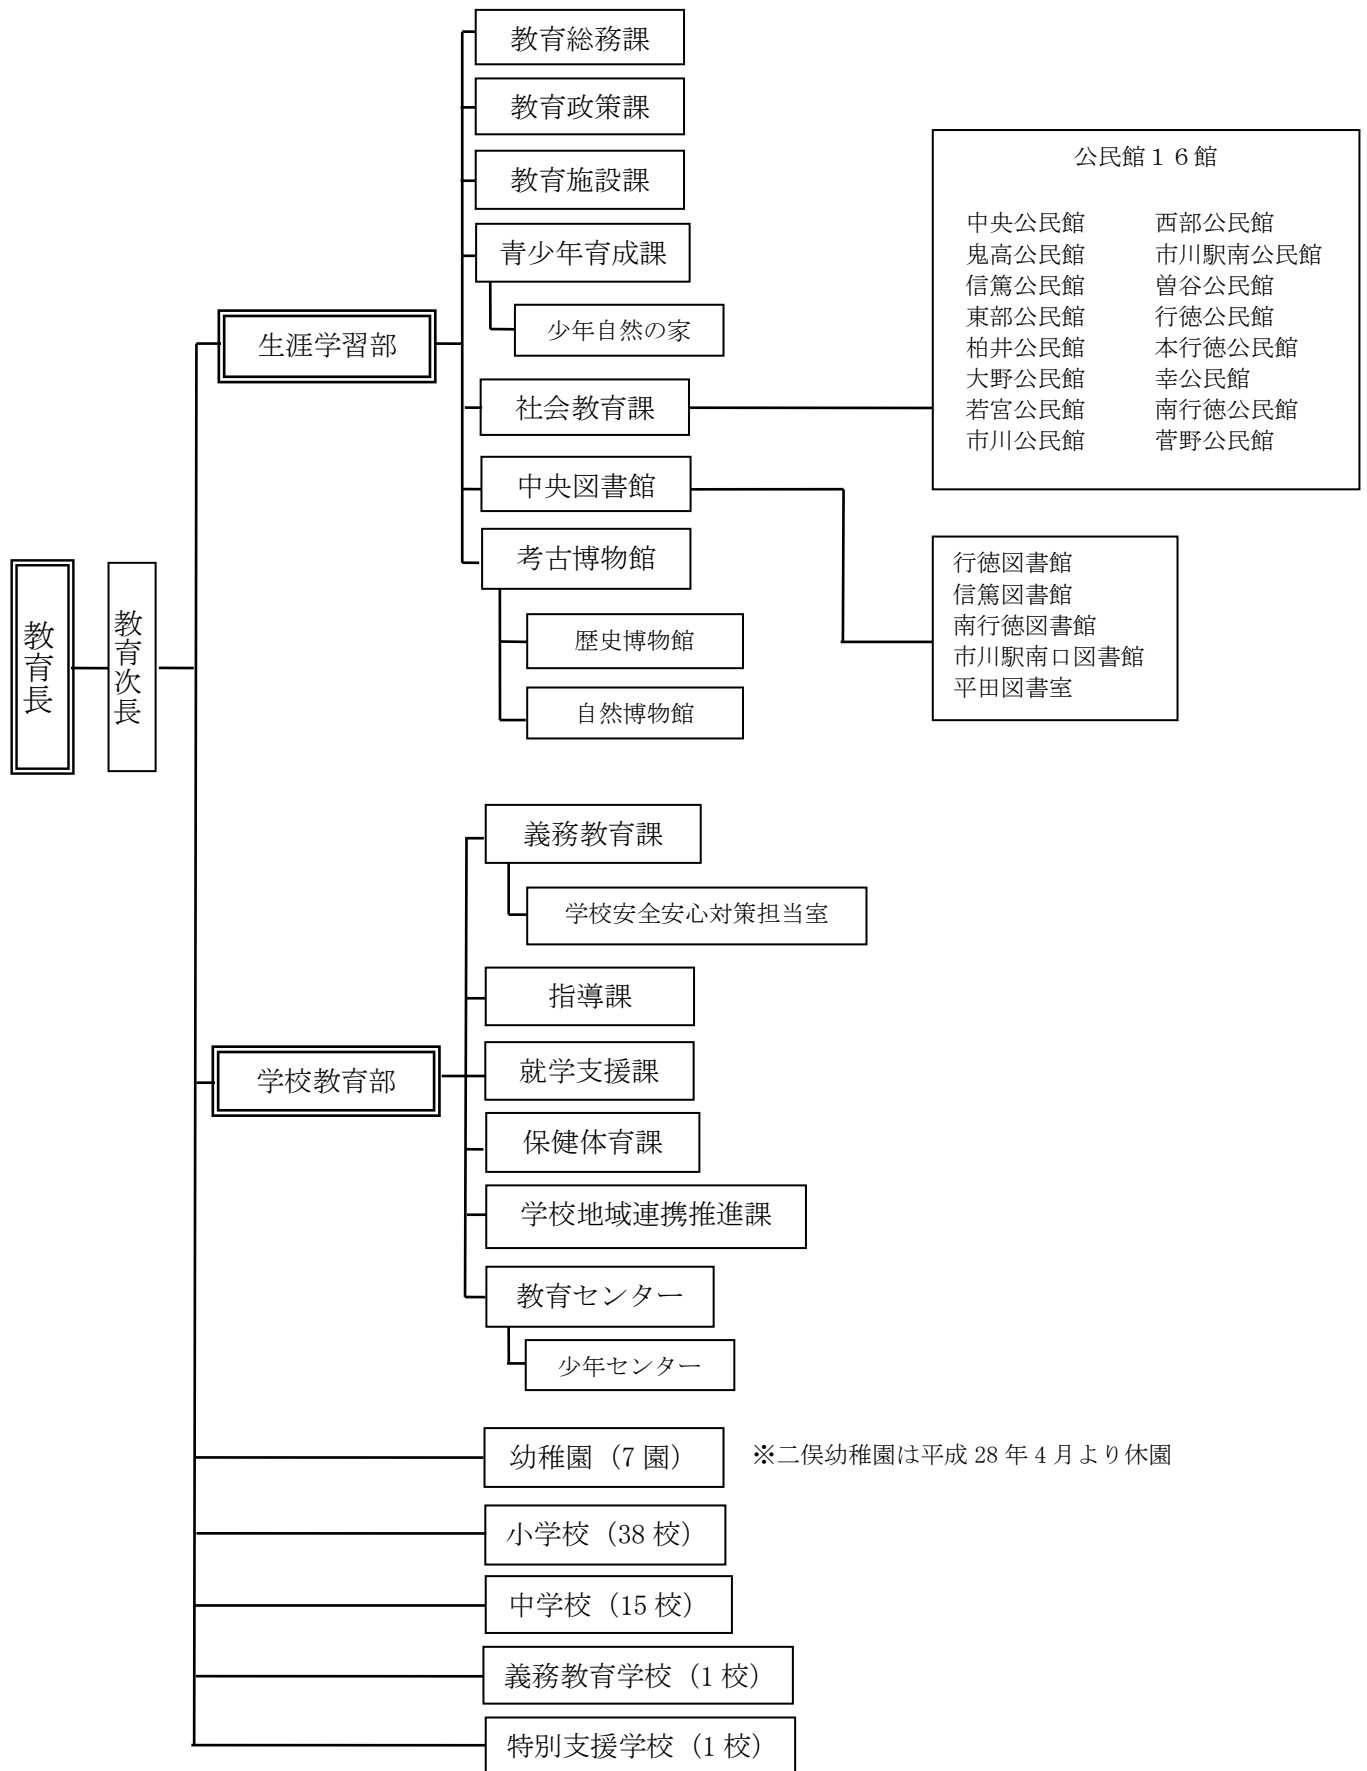 教育長
教育次長
生涯学習部
教育総務課
教育政策課
教育施設課
青少年育成課
少年自然の家
社会教育課
中央図書館
考古博物館
歴史博物館
自然博物館
公民館１６館
中央公民館 西部公民館
鬼高公民館 市川駅南公民館
信篤公民館 曽谷公民館
東部公民館 行徳公民館
柏井公民館 本行徳公民館
大野公民館 幸公民館
若宮公民館 南行徳公民館
市川公民館 菅野公民館
行徳図書館
信篤図書館
南行徳図書館
市川駅南口図書館
平田図書室
学校教育部
義務教育課
学校安全安心対策担当室
指導課
就学支援課
保健体育課
学校地域連携推進課
教育センター
少年センター
幼稚園（7 園） ※二俣幼稚園は平成 28 年 4 月より休園
小学校（38 校）
中学校（15 校）
義務教育学校（1 校）
特別支援学校（1 校）